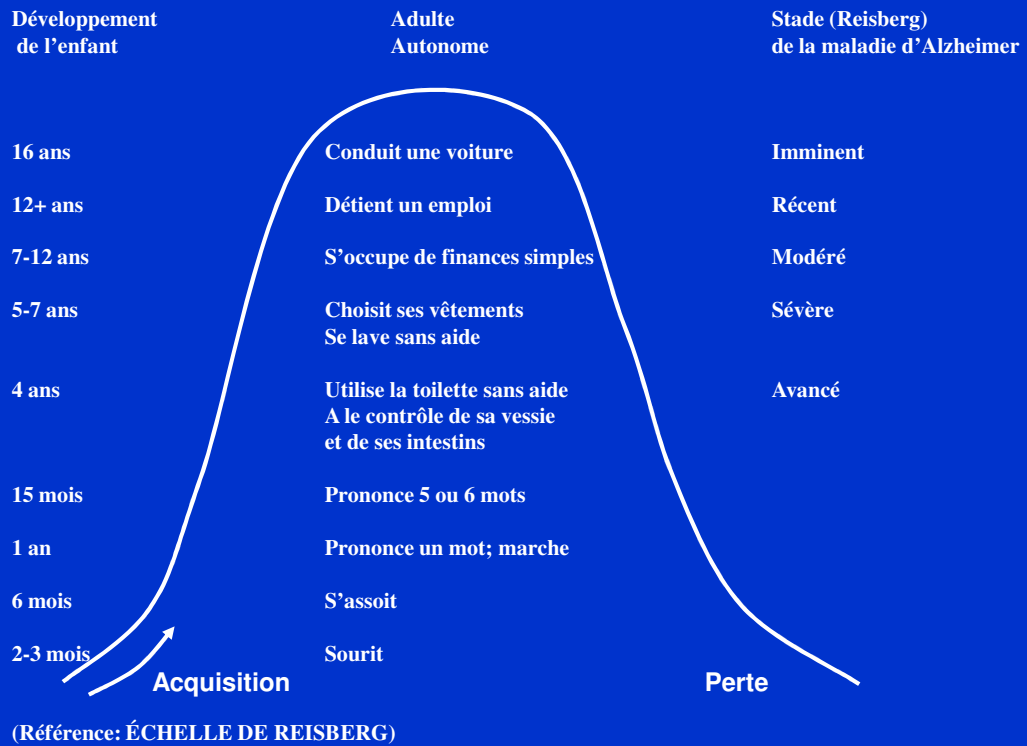 Développement Adulte Stade (Reisberg)
de l’enfant Autonome de la maladie d’Alzheimer
16 ans Conduit une voiture Imminent
12+ ans Détient un emploi Récent
7-12 ans S’occupe de finances simples Modéré
5-7 ans Choisit ses vêtements Sévère
Se lave sans aide
4 ans Utilise la toilette sans aide Avancé
A le contrôle de sa vessie
et de ses intestins
15 mois Prononce 5 ou 6 mots
1 an Prononce un mot; marche
6 mois S’assoit
2-3 mois Sourit
Acquisition Perte
(Référence: ÉCHELLE DE REISBERG)